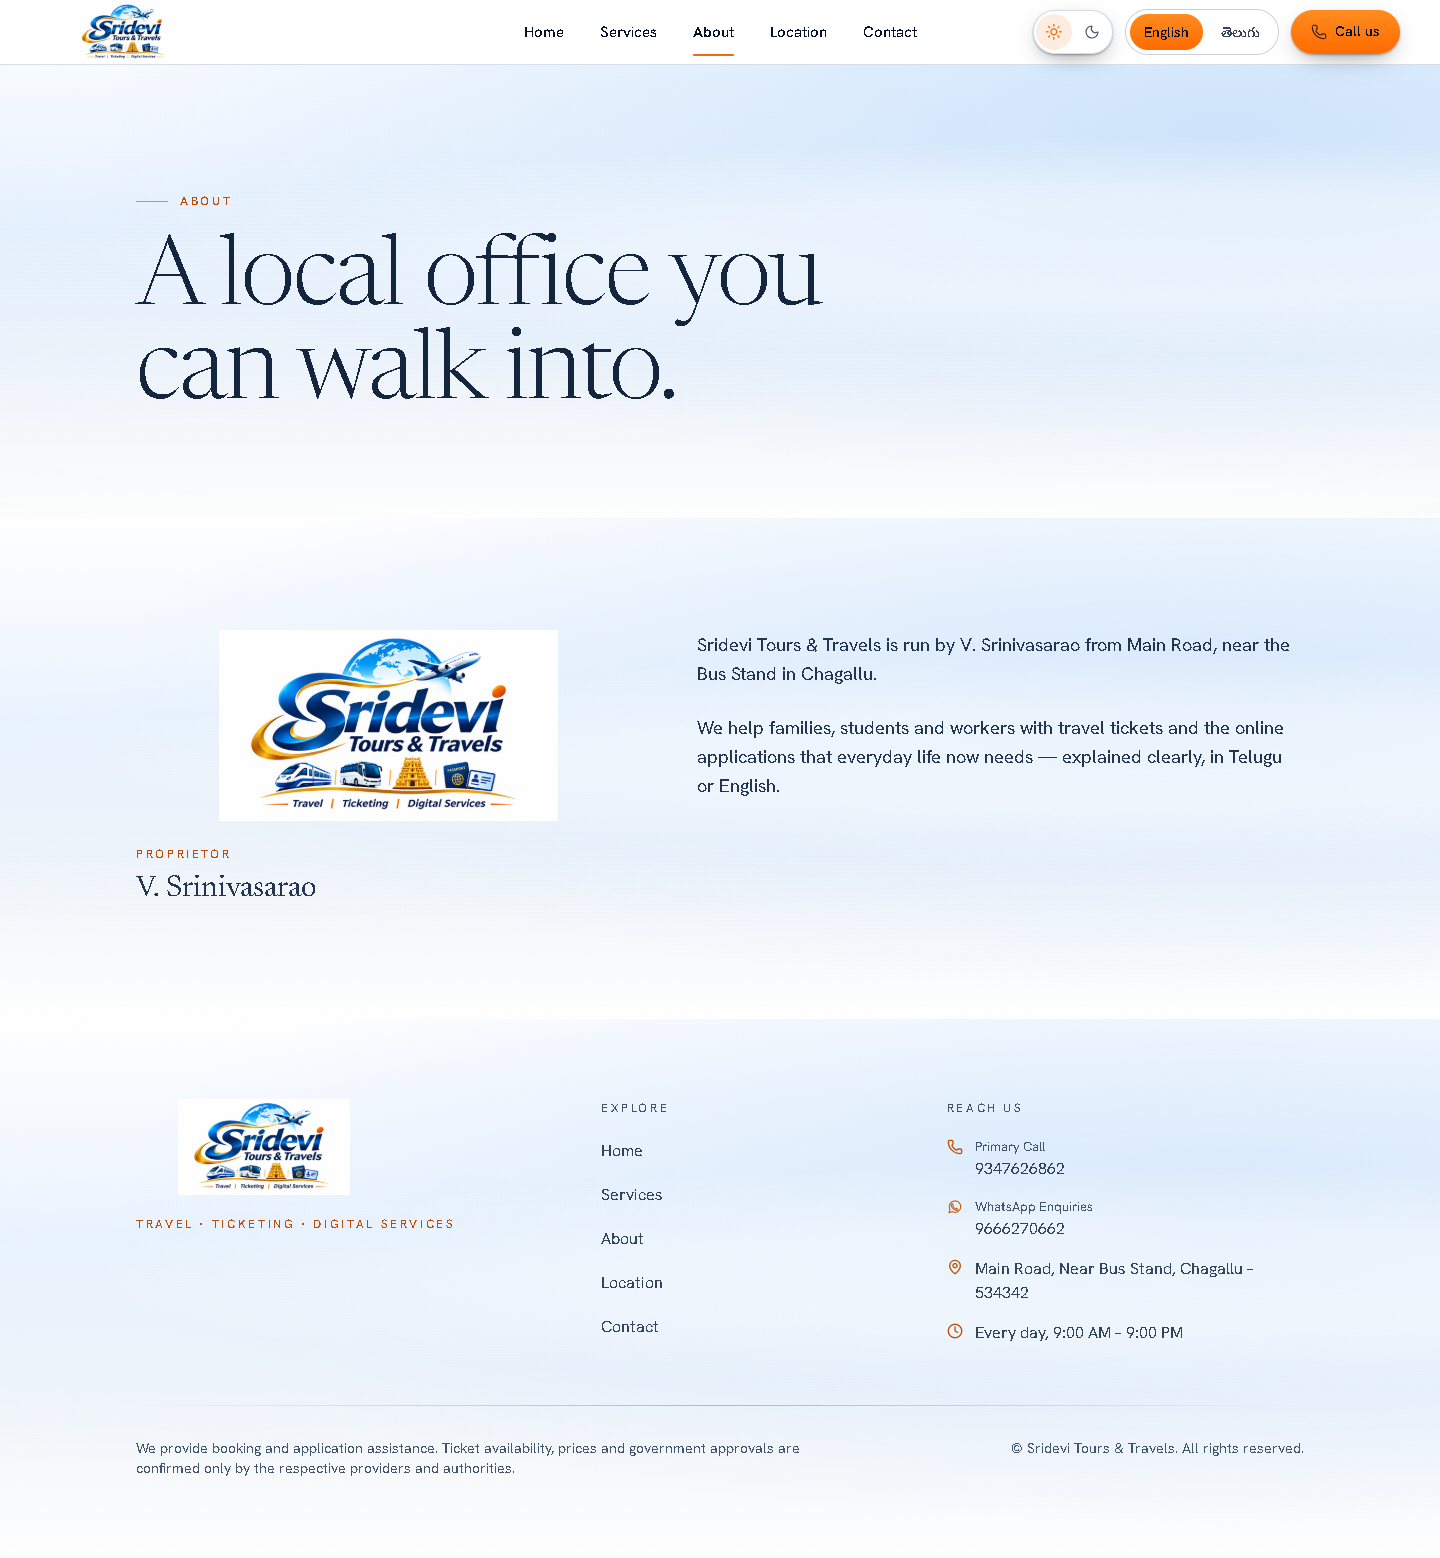 Sridevi
Tours & Travels
Travel | Ticketing | Digital Services
Home
Services
About
Location
Contact
English
తెలుగు
Call us
ABOUT
A local office you
can walk into.
Sridevi
Tours & Travels
PASSPORT
Travel | Ticketing | Digital Services
Sridevi Tours & Travels is run by V. Srinivasarao from Main Road, near the
Bus Stand in Chagallu.
We help families, students and workers with travel tickets and the online
applications that everyday life now needs — explained clearly, in Telugu
or English.
PROPRIETOR
V. Srinivasarao
Sridevi
Tours & Travels
Travel | Ticketing | Digital Services
TRAVEL · TICKETING · DIGITAL SERVICES
EXPLORE
Home
Services
About
Location
Contact
REACH US
Primary Call
9347626862
WhatsApp Enquiries
9666270662
Main Road, Near Bus Stand, Chagallu –
534342
Every day, 9:00 AM – 9:00 PM
We provide booking and application assistance. Ticket availability, prices and government approvals are
confirmed only by the respective providers and authorities.
© Sridevi Tours & Travels. All rights reserved.